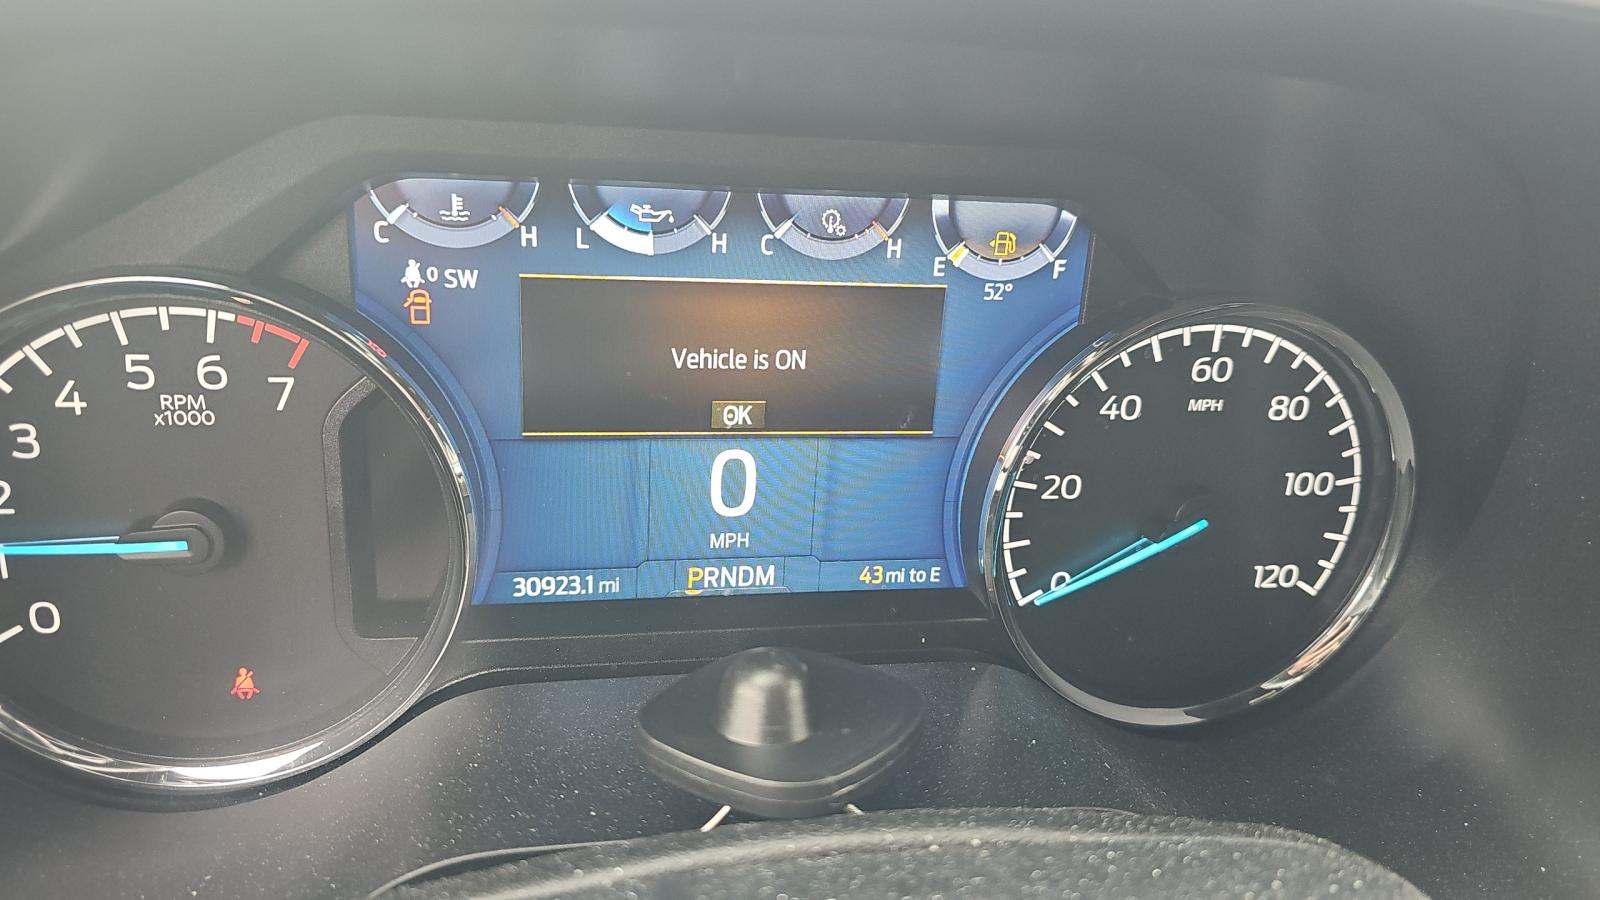 C H
L H
C H
E F
0 SW
52°
Vehicle is ON
OK
0
MPH
30923.1 mi
PRNDM
43 mi to E
0
2
3
4
5
6
7
RPM
x1000
0
20
40
60
80
100
120
MPH